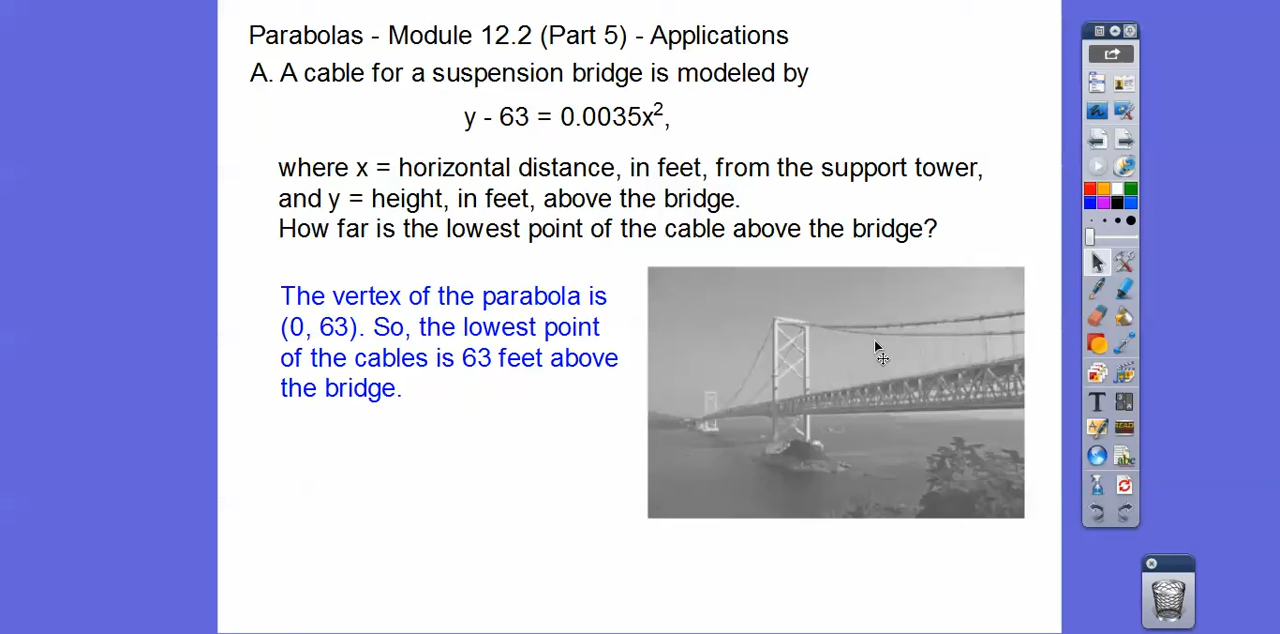 Parabolas - Module 12.2 (Part 5) - Applications
A. A cable for a suspension bridge is modeled by
y - 63 = 0.0035x²,
where x = horizontal distance, in feet, from the support tower,
and y = height, in feet, above the bridge.
How far is the lowest point of the cable above the bridge?
The vertex of the parabola is
(0, 63). So, the lowest point
of the cables is 63 feet above
the bridge.
T
READ
abc